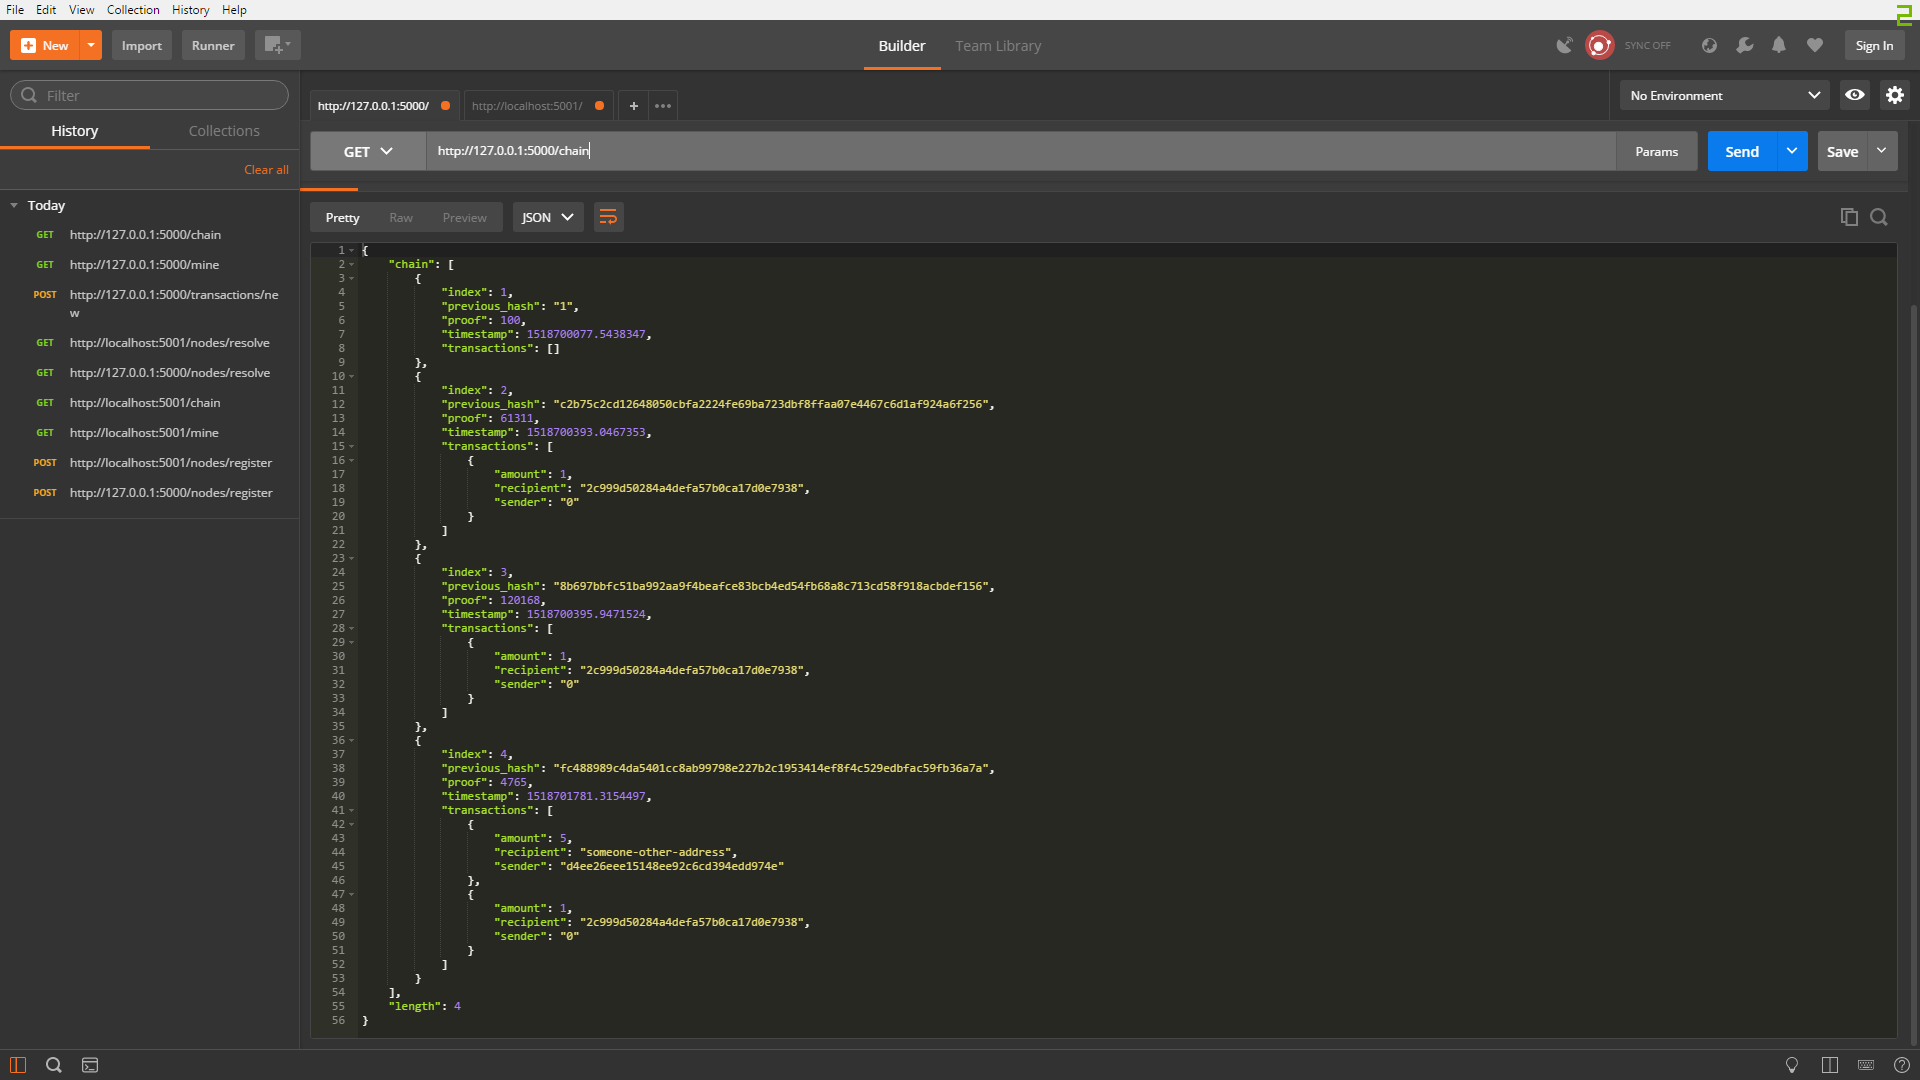 File Edit View Collection History Help
2
New Import Runner Builder Team Library SYNC OFF Sign In
Filter
History Collections
Clear all
Today
GET http://127.0.0.1:5000/chain
GET http://127.0.0.1:5000/mine
POST http://127.0.0.1:5000/transactions/ne
w
GET http://localhost:5001/nodes/resolve
GET http://127.0.0.1:5000/nodes/resolve
GET http://localhost:5001/chain
GET http://localhost:5001/mine
POST http://localhost:5001/nodes/register
POST http://127.0.0.1:5000/nodes/register
http://127.0.0.1:5000/ http://localhost:5001/ + ••• No Environment
GET http://127.0.0.1:5000/chain Params Send Save
Pretty Raw Preview JSON
1 {
2 "chain": [
3 {
4 "index": 1,
5 "previous_hash": "1",
6 "proof": 100,
7 "timestamp": 1518700077.5438347,
8 "transactions": []
9 },
10 {
11 "index": 2,
12 "previous_hash": "c2b75c2cd12648050cbfa2224fe69ba723dbf8ffaa07e4467c6d1af924a6f256",
13 "proof": 61311,
14 "timestamp": 1518700393.0467353,
15 "transactions": [
16 {
17 "amount": 1,
18 "recipient": "2c999d50284a4defa57b0ca17d0e7938",
19 "sender": "0"
20 }
21 ]
22 },
23 {
24 "index": 3,
25 "previous_hash": "8b697bbfc51ba992aa9f4beafce83bcb4ed54fb68a8c713cd58f918acbdef156",
26 "proof": 120168,
27 "timestamp": 1518700395.9471524,
28 "transactions": [
29 {
30 "amount": 1,
31 "recipient": "2c999d50284a4defa57b0ca17d0e7938",
32 "sender": "0"
33 }
34 ]
35 },
36 {
37 "index": 4,
38 "previous_hash": "fc488989c4da5401cc8ab99798e227b2c1953414ef8f4c529edbfac59fb36a7a",
39 "proof": 4765,
40 "timestamp": 1518701781.3154497,
41 "transactions": [
42 {
43 "amount": 5,
44 "recipient": "someone-other-address",
45 "sender": "d4ee26eee15148ee92c6cd394edd974e"
46 },
47 {
48 "amount": 1,
49 "recipient": "2c999d50284a4defa57b0ca17d0e7938",
50 "sender": "0"
51 }
52 ]
53 }
54 ],
55 "length": 4
56 }